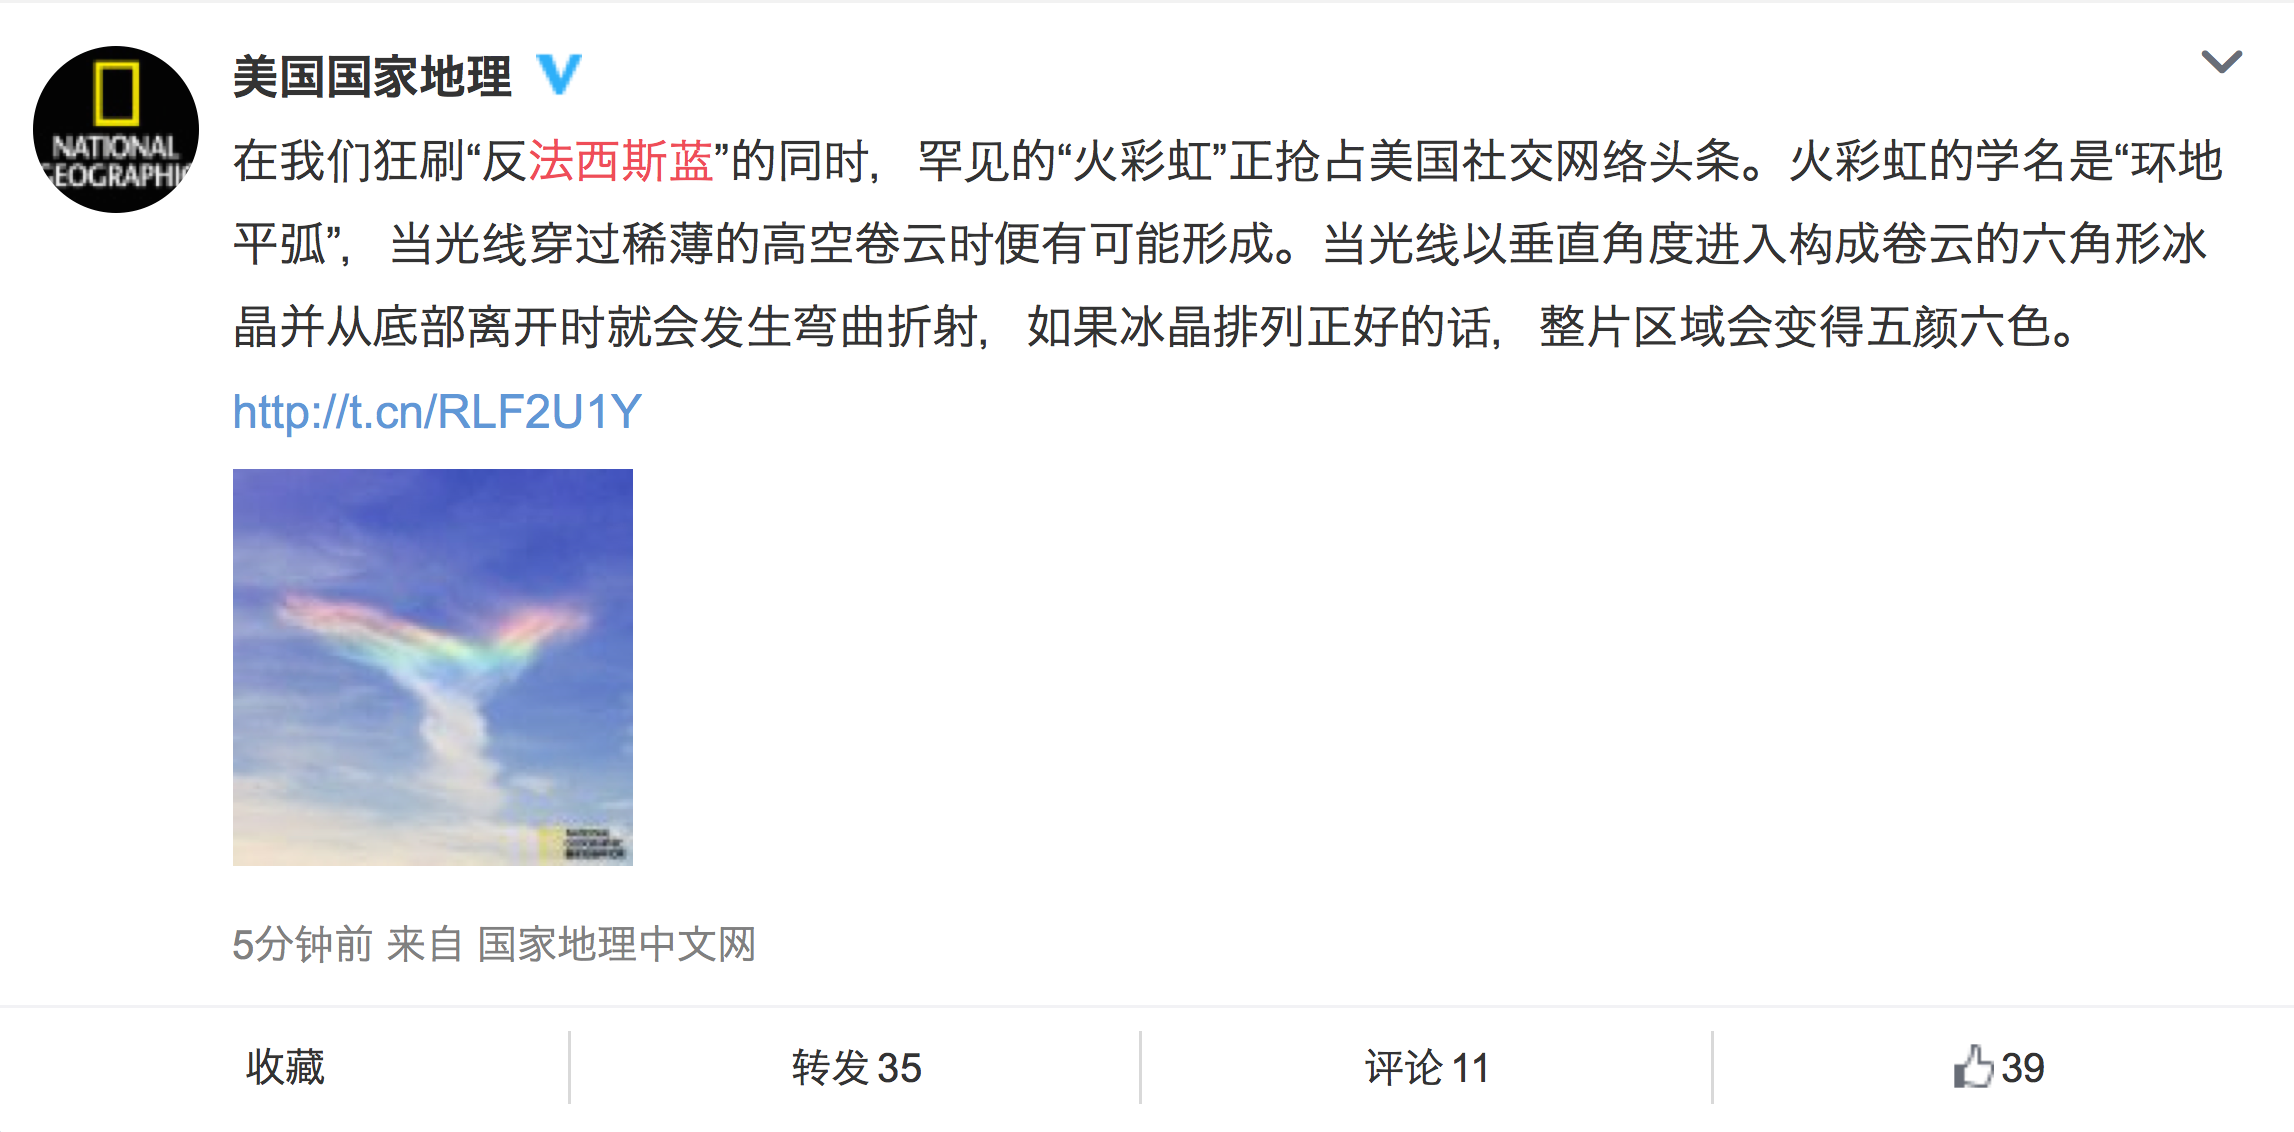 美国国家地理
NATIONAL
GEOGRAPHI
在我们狂刷“反法西斯蓝”的同时，罕见的“火彩虹”正抢占美国社交网络头条。火彩虹的学名是“环地
平弧”，当光线穿过稀薄的高空卷云时便有可能形成。当光线以垂直角度进入构成卷云的六角形冰
晶并从底部离开时就会发生弯曲折射，如果冰晶排列正好的话，整片区域会变得五颜六色。
http://t.cn/RLF2U1Y
NATIONAL
GEOGRAPHIC
5分钟前 来自 国家地理中文网
收藏 转发 35 评论 11 39